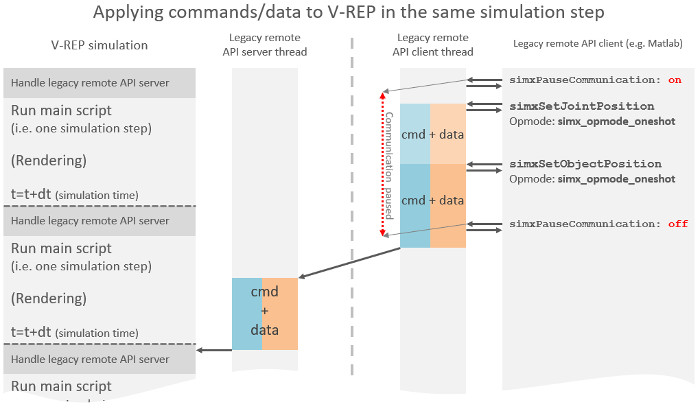 Applying commands/data to V-REP in the same simulation step
V-REP simulation
Legacy remote
API server thread
Legacy remote
API client thread
Legacy remote API client (e.g. Matlab)
Handle legacy remote API server
Run main script
(i.e. one simulation step)
(Rendering)
t=t+dt (simulation time)
Handle legacy remote API server
Run main script
(i.e. one simulation step)
(Rendering)
t=t+dt (simulation time)
Handle legacy remote API server
Run main script
cmd
+
data
Communication paused
cmd + data
cmd + data
simxPauseCommunication: on
simxSetJointPosition
Opmode: simx_opmode_oneshot
simxSetObjectPosition
Opmode: simx_opmode_oneshot
simxPauseCommunication: off